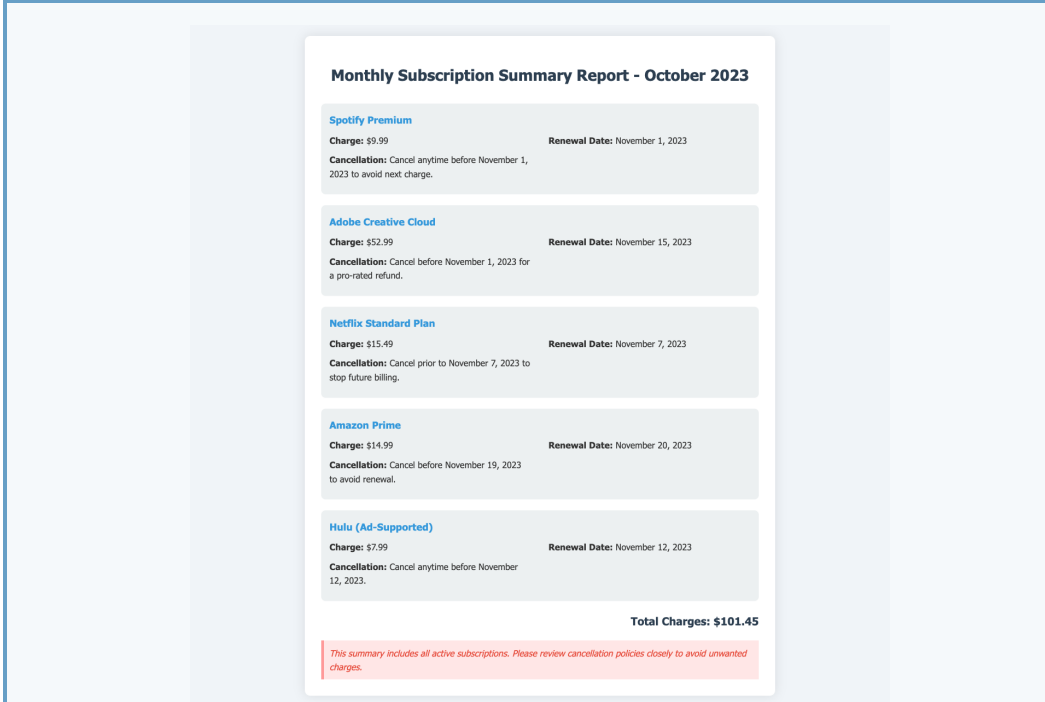 Monthly Subscription Summary Report - October 2023
Spotify Premium
Charge: $9.99
Renewal Date: November 1, 2023
Cancellation: Cancel anytime before November 1,
2023 to avoid next charge.
Adobe Creative Cloud
Charge: $52.99
Renewal Date: November 15, 2023
Cancellation: Cancel before November 1, 2023 for
a pro-rated refund.
Netflix Standard Plan
Charge: $15.49
Renewal Date: November 7, 2023
Cancellation: Cancel prior to November 7, 2023 to
stop future billing.
Amazon Prime
Charge: $14.99
Renewal Date: November 20, 2023
Cancellation: Cancel before November 19, 2023
to avoid renewal.
Hulu (Ad-Supported)
Charge: $7.99
Renewal Date: November 12, 2023
Cancellation: Cancel anytime before November
12, 2023.
Total Charges: $101.45
This summary includes all active subscriptions. Please review cancellation policies closely to avoid unwanted
charges.